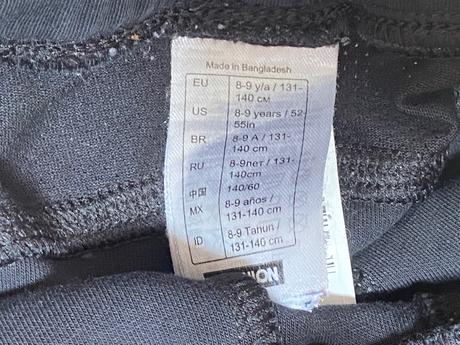 Made in Bangladesh
EU 8-9 y/a / 131-
140 см
US 8-9 years / 52-
55in
BR 8-9 A / 131-
140 cm
RU 8-9лет / 131-
140cm
中国 140/60
MX 8-9 años /
131-140 cm
ID 8-9 Tahun /
131-140 cm